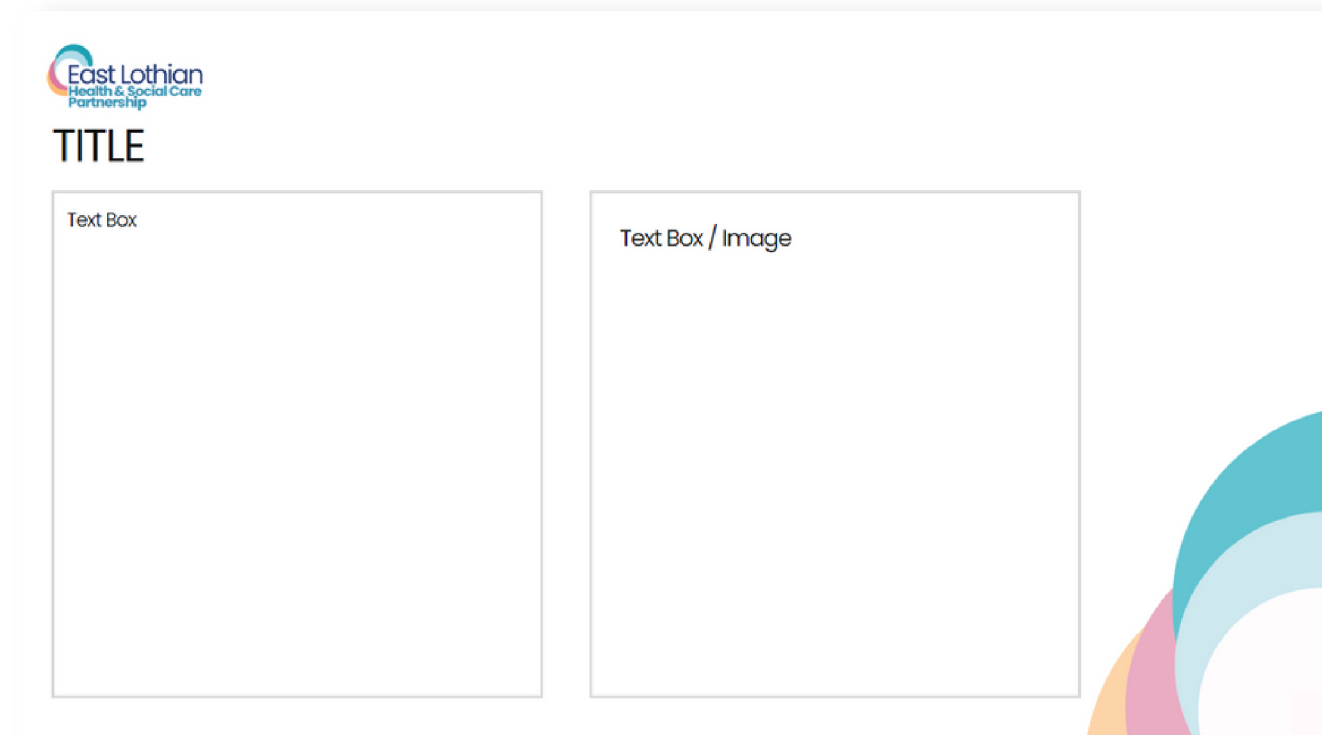 East Lothian
Health & Social Care
Partnership
TITLE
Text Box
Text Box / Image